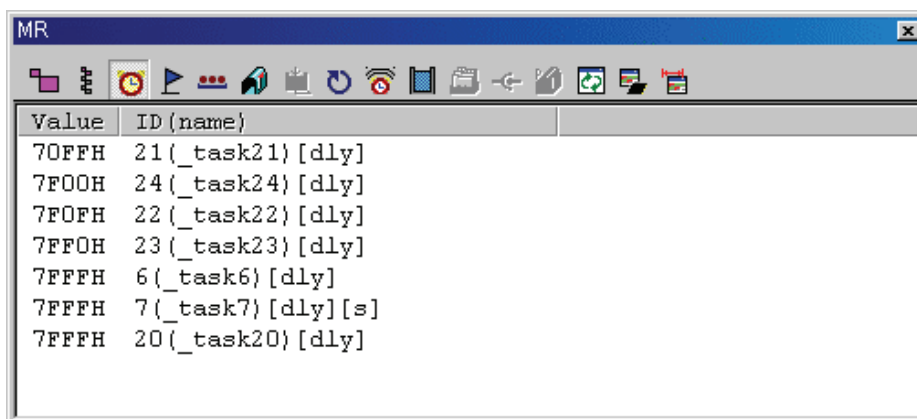 MR
Value ID(name)
70FFH 21(_task21)[dly]
7F00H 24(_task24)[dly]
7F0FH 22(_task22)[dly]
7FF0H 23(_task23)[dly]
7FFFH 6(_task6)[dly]
7FFFH 7(_task7)[dly][s]
7FFFH 20(_task20)[dly]